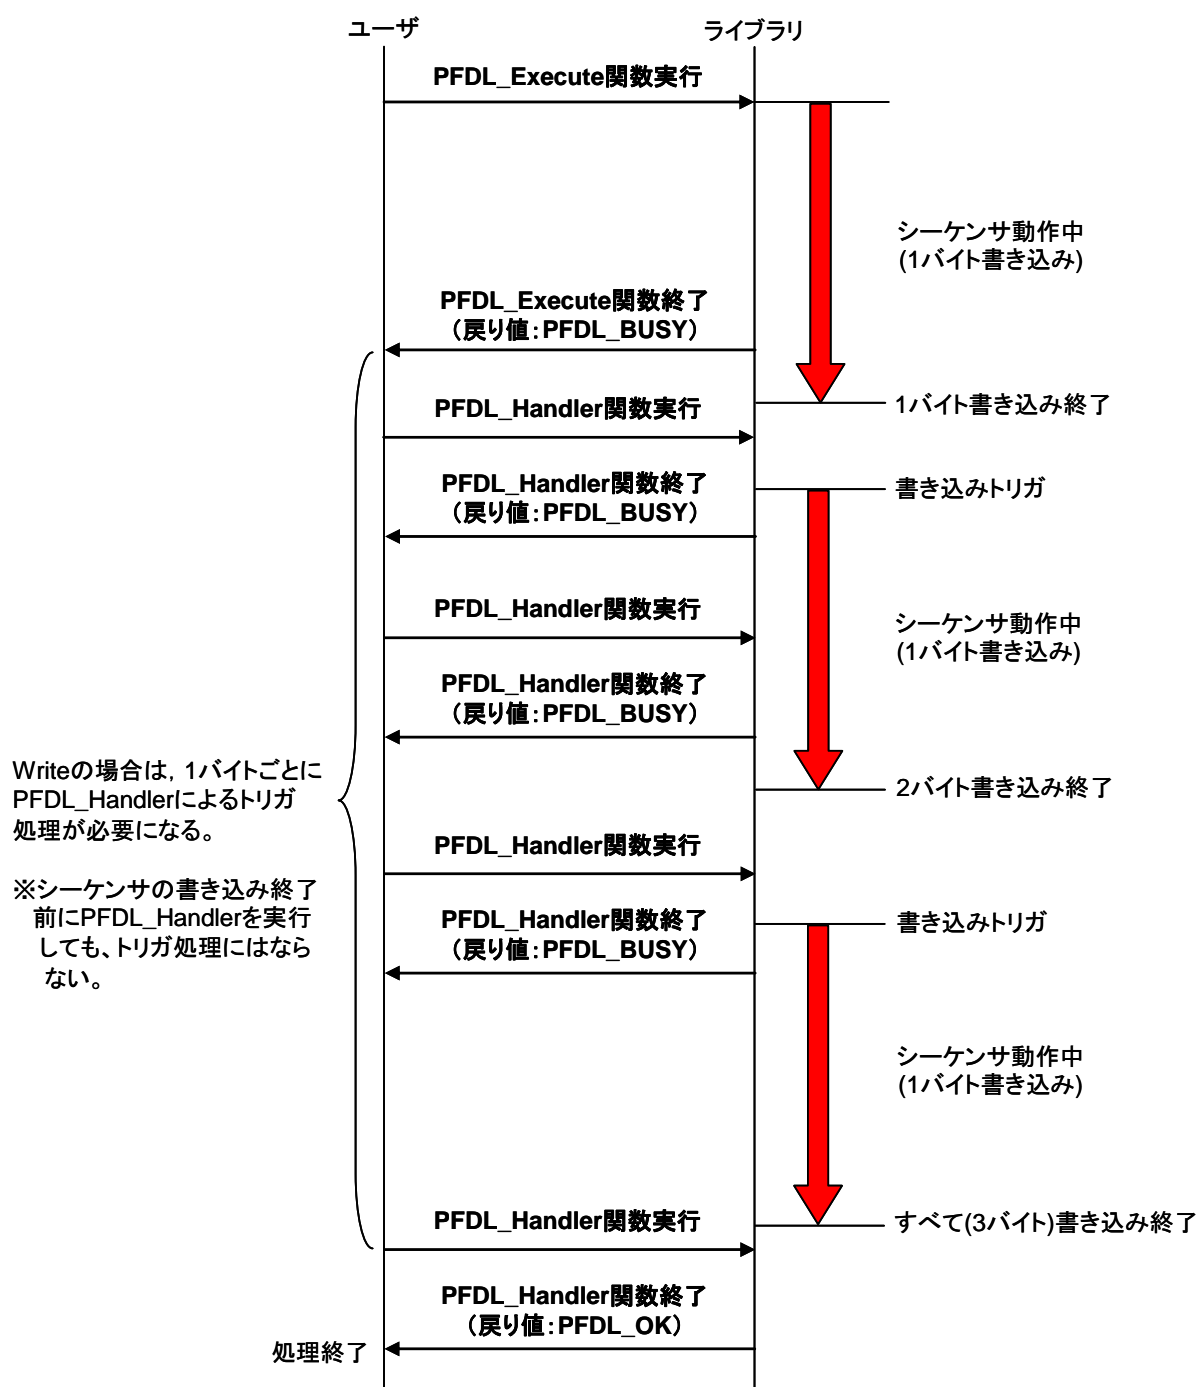 ユーザ
ライブラリ
PFDL_Execute関数実行
シーケンサ動作中
(1バイト書き込み)
PFDL_Execute関数終了
（戻り値：PFDL_BUSY）
PFDL_Handler関数実行
1バイト書き込み終了
PFDL_Handler関数終了
（戻り値：PFDL_BUSY）
書き込みトリガ
PFDL_Handler関数実行
シーケンサ動作中
(1バイト書き込み)
PFDL_Handler関数終了
（戻り値：PFDL_BUSY）
2バイト書き込み終了
Writeの場合は，1バイトごとに
PFDL_Handlerによるトリガ
処理が必要になる。
※シーケンサの書き込み終了
前にPFDL_Handlerを実行
しても、トリガ処理にはなら
ない。
PFDL_Handler関数実行
PFDL_Handler関数終了
（戻り値：PFDL_BUSY）
書き込みトリガ
シーケンサ動作中
(1バイト書き込み)
PFDL_Handler関数実行
すべて(3バイト)書き込み終了
PFDL_Handler関数終了
（戻り値：PFDL_OK）
処理終了